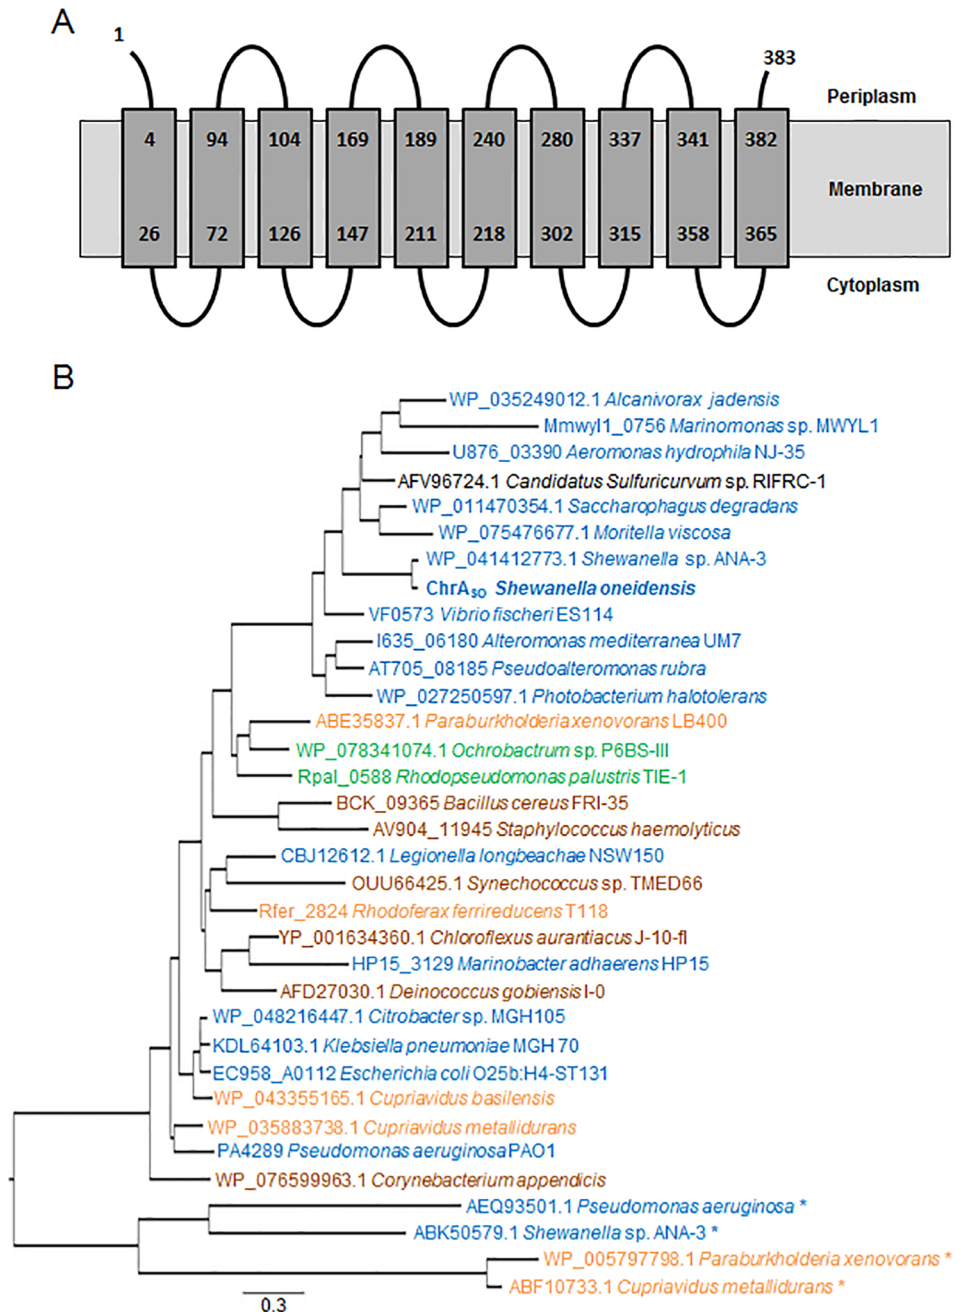 A
1
383
Periplasm
4 94 104 169 189 240 280 337 341 382
Membrane
26 72 126 147 211 218 302 315 358 365
Cytoplasm
B
WP_035249012.1 Alcanivorax jadensis
Mmwyl1_0756 Marinomonas sp. MWYL1
U876_03390 Aeromonas hydrophila NJ-35
AFV96724.1 Candidatus Sulfuricurvum sp. RIFRC-1
WP_011470354.1 Saccharophagus degradans
WP_075476677.1 Moritella viscosa
WP_041412773.1 Shewanella sp. ANA-3
ChrASO Shewanella oneidensis
VF0573 Vibrio fischeri ES114
I635_06180 Alteromonas mediterranea UM7
AT705_08185 Pseudoalteromonas rubra
WP_027250597.1 Photobacterium halotolerans
ABE35837.1 Paraburkholderia xenovorans LB400
WP_078341074.1 Ochrobactrum sp. P6BS-III
Rpal_0588 Rhodopseudomonas palustris TIE-1
BCK_09365 Bacillus cereus FRI-35
AV904_11945 Staphylococcus haemolyticus
CBJ12612.1 Legionella longbeachae NSW150
OUU66425.1 Synechococcus sp. TMED66
Rfer_2824 Rhodoferax ferrireducens T118
YP_001634360.1 Chloroflexus aurantiacus J-10-fl
HP15_3129 Marinobacter adhaerens HP15
AFD27030.1 Deinococcus gobiensis I-0
WP_048216447.1 Citrobacter sp. MGH105
KDL64103.1 Klebsiella pneumoniae MGH 70
EC958_A0112 Escherichia coli O25b:H4-ST131
WP_043355165.1 Cupriavidus basilensis
WP_035883738.1 Cupriavidus metallidurans
PA4289 Pseudomonas aeruginosa PAO1
WP_076599963.1 Corynebacterium appendicis
AEQ93501.1 Pseudomonas aeruginosa *
ABK50579.1 Shewanella sp. ANA-3 *
WP_005797798.1 Paraburkholderia xenovorans *
ABF10733.1 Cupriavidus metallidurans *
0.3